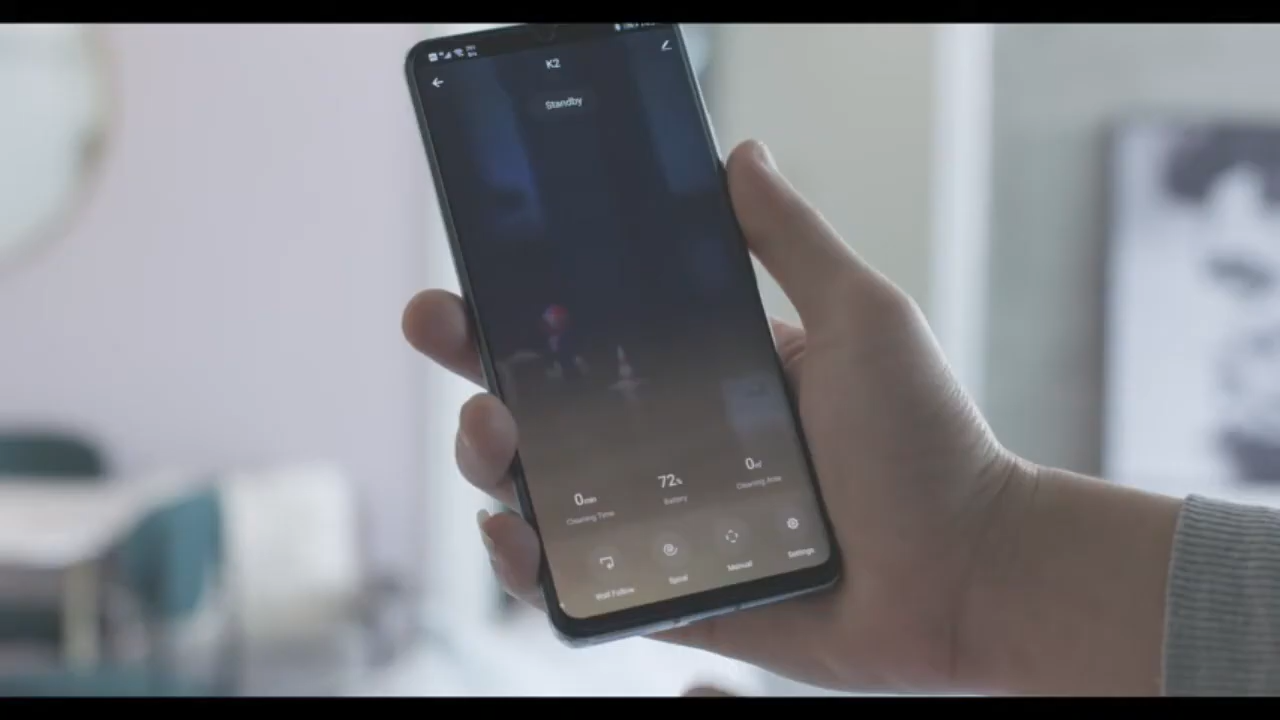 K2
Standby
0min
72%
0㎡
Cleaning Time
Battery
Cleaning Area
Wall Follow
Spiral
Manual
Settings